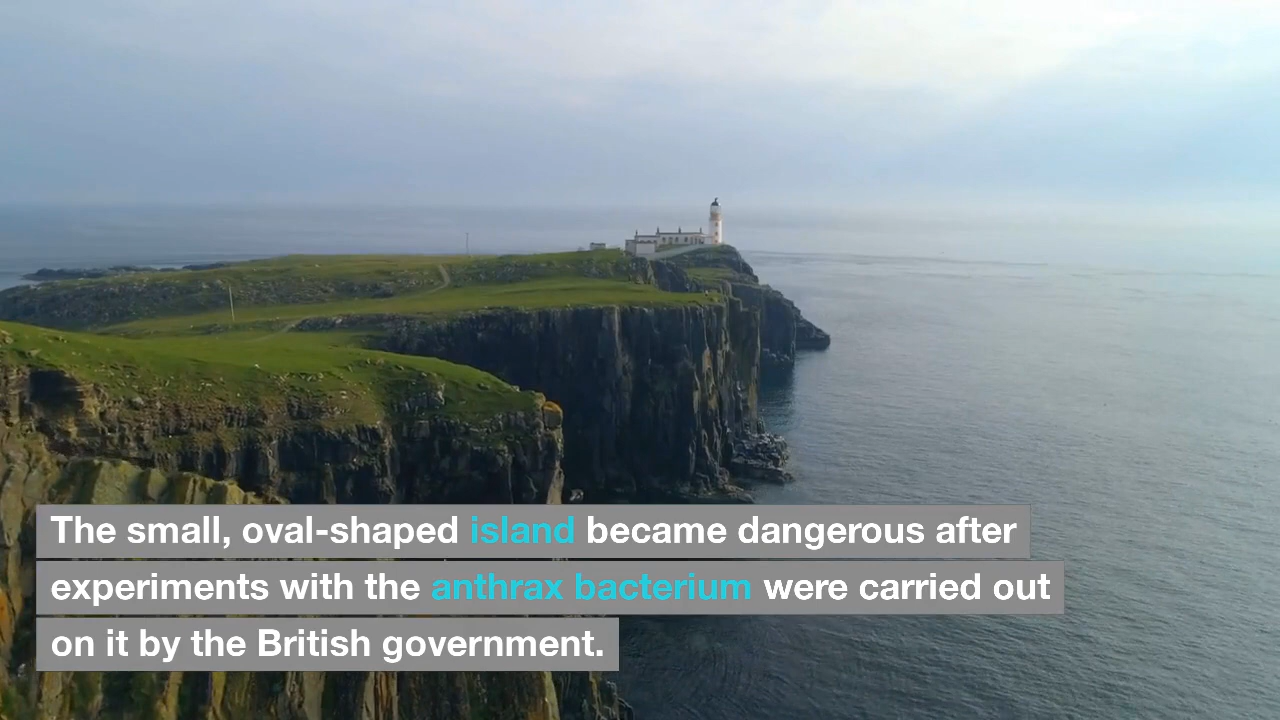 The small, oval-shaped island became dangerous after
experiments with the anthrax bacterium were carried out
on it by the British government.